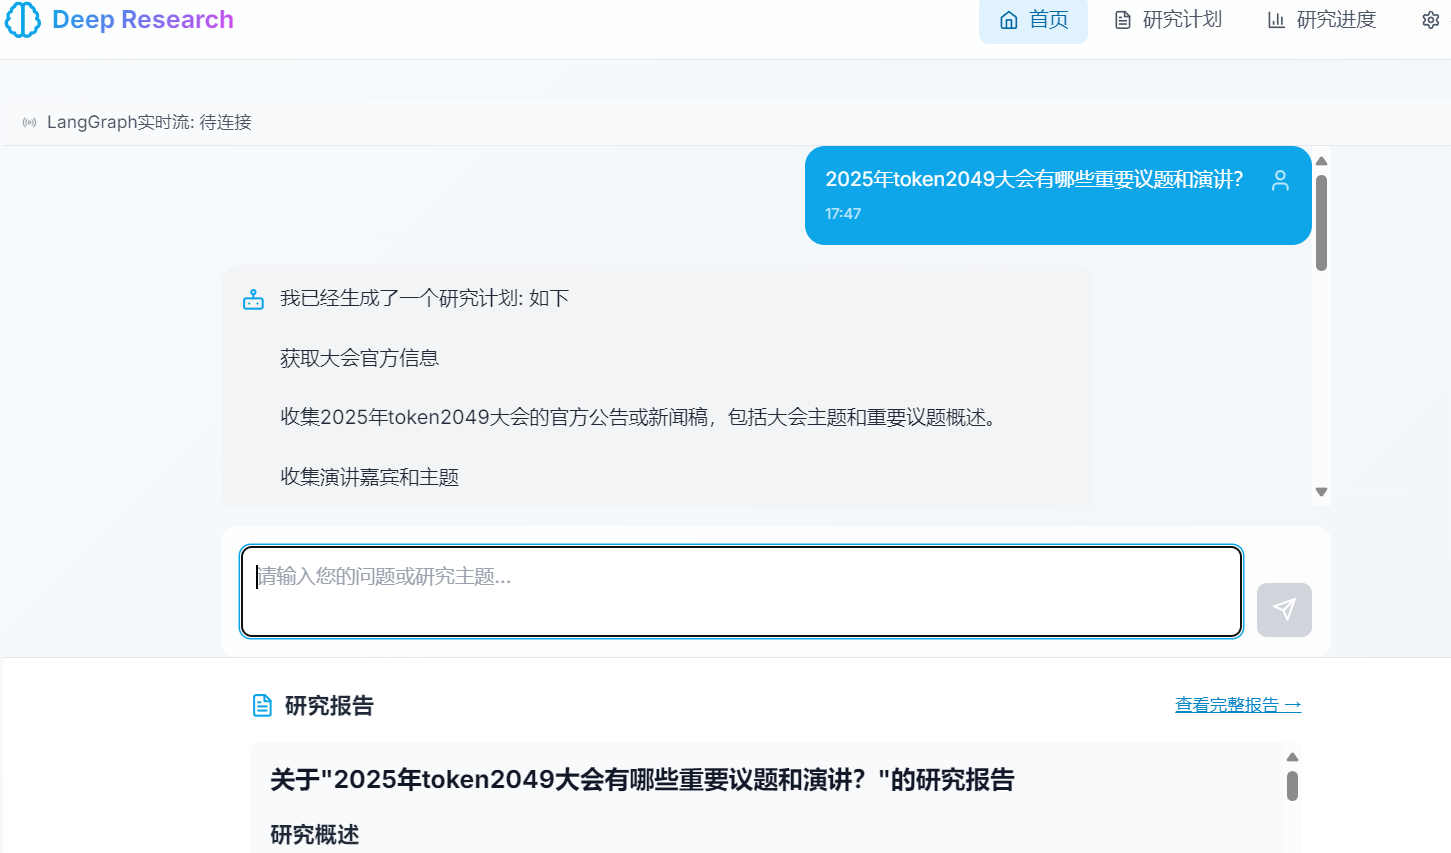 Deep Research
首页
研究计划
研究进度
LangGraph实时流: 待连接
2025年token2049大会有哪些重要议题和演讲?
17:47
我已经生成了一个研究计划: 如下
获取大会官方信息
收集2025年token2049大会的官方公告或新闻稿，包括大会主题和重要议题概述。
收集演讲嘉宾和主题
请输入您的问题或研究主题...
研究报告
查看完整报告 →
关于"2025年token2049大会有哪些重要议题和演讲？"的研究报告
研究概述